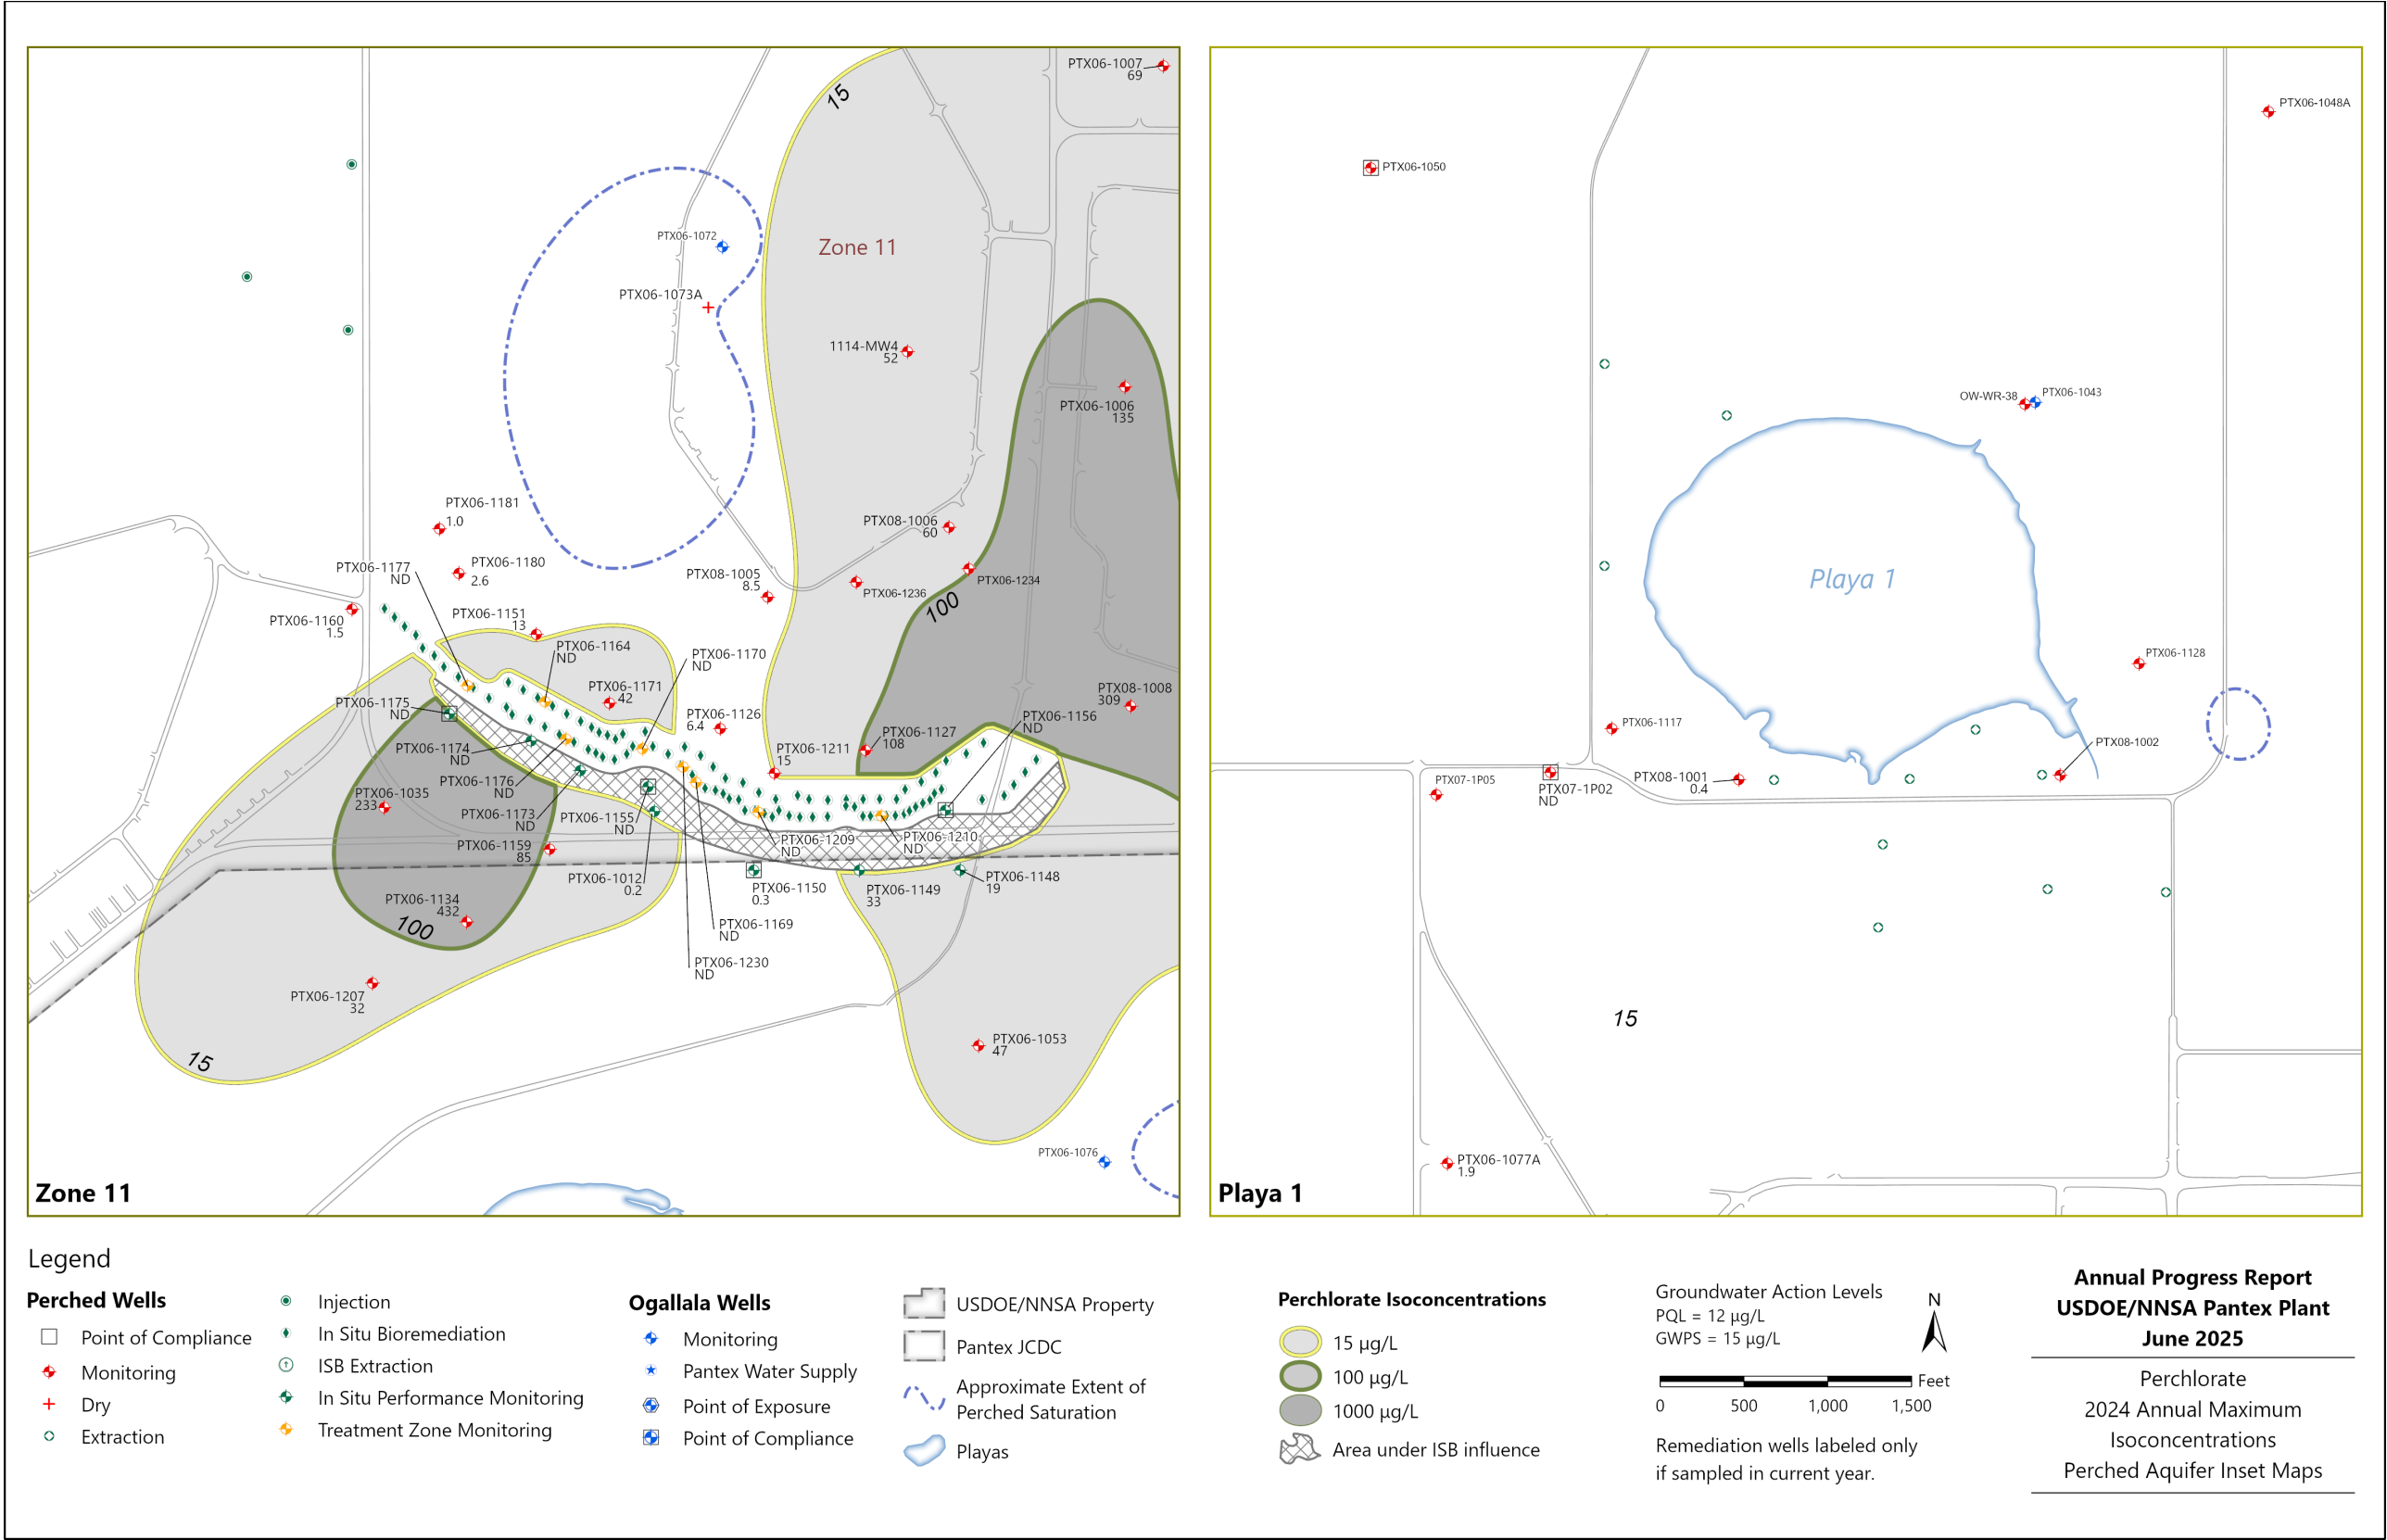 PTX06-1007
69
15
PTX06-1072
Zone 11
PTX06-1073A
1114-MW4
52
PTX06-1006
135
PTX06-1181
1.0
PTX08-1006
60
PTX06-1177
ND
PTX06-1180
2.6
PTX08-1005
8.5
PTX06-1234
PTX06-1236
100
PTX06-1160
1.5
PTX06-1151
13
PTX06-1164
ND
PTX06-1170
ND
PTX06-1171
42
PTX08-1008
309
PTX06-1175
ND
PTX06-1126
6.4
PTX06-1156
ND
PTX06-1127
108
PTX06-1174
ND
PTX06-1211
15
PTX06-1176
ND
PTX06-1035
233
PTX06-1173
ND
PTX06-1155
ND
PTX06-1209
ND
PTX06-1210
ND
PTX06-1159
85
PTX06-1012
0.2
PTX06-1150
0.3
PTX06-1149
33
PTX06-1148
19
PTX06-1134
432
100
PTX06-1169
ND
PTX06-1230
ND
PTX06-1207
32
PTX06-1053
47
15
PTX06-1076
Zone 11
PTX06-1048A
PTX06-1050
OW-WR-38
PTX06-1043
Playa 1
PTX06-1128
PTX06-1117
PTX08-1002
PTX07-1P05
PTX07-1P02
ND
PTX08-1001
0.4
15
PTX06-1077A
1.9
Playa 1
Legend
Perched Wells
Point of Compliance
Monitoring
Dry
Extraction
Injection
In Situ Bioremediation
ISB Extraction
In Situ Performance Monitoring
Treatment Zone Monitoring
Ogallala Wells
Monitoring
Pantex Water Supply
Point of Exposure
Point of Compliance
USDOE/NNSA Property
Pantex JCDC
Approximate Extent of
Perched Saturation
Playas
Perchlorate Isoconcentrations
15 µg/L
100 µg/L
1000 µg/L
Area under ISB influence
Groundwater Action Levels
PQL = 12 µg/L
GWPS = 15 µg/L
N
Feet
0 500 1,000 1,500
Remediation wells labeled only
if sampled in current year.
Annual Progress Report
USDOE/NNSA Pantex Plant
June 2025
Perchlorate
2024 Annual Maximum
Isoconcentrations
Perched Aquifer Inset Maps